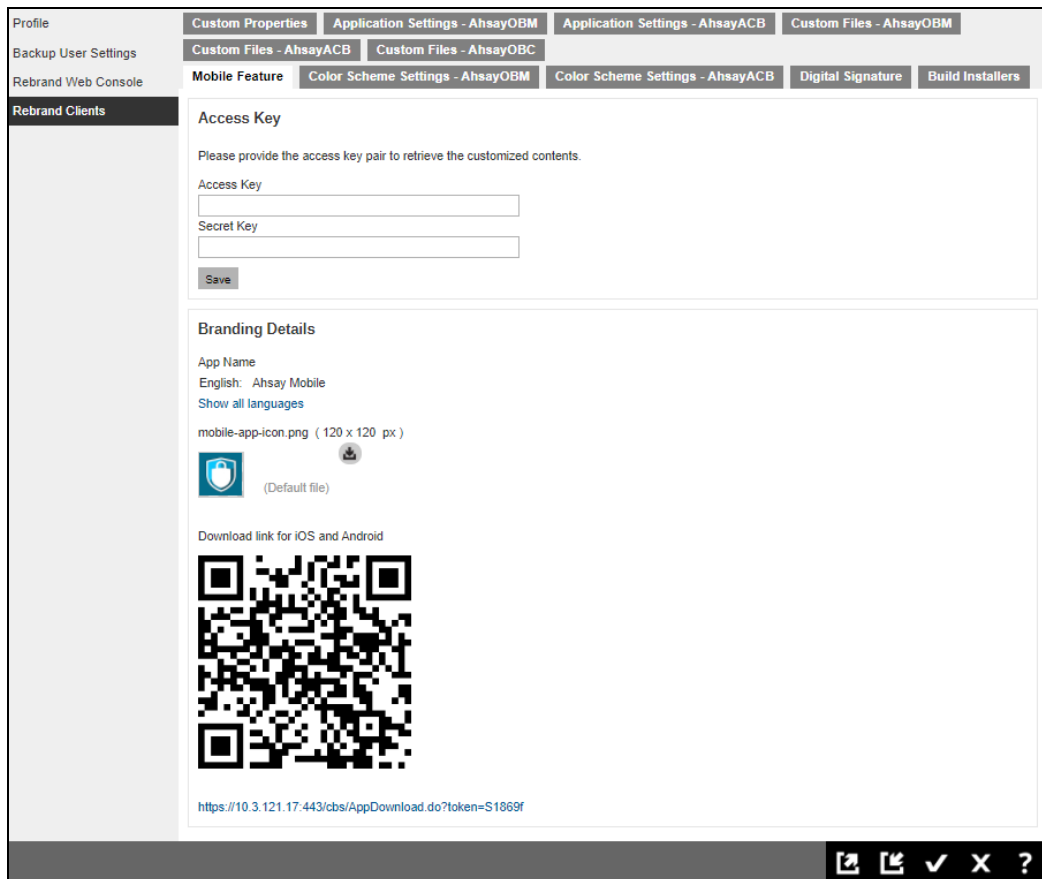 Profile
Backup User Settings
Rebrand Web Console
Rebrand Clients
Custom Properties
Application Settings - AhsayOBM
Application Settings - AhsayACB
Custom Files - AhsayOBM
Custom Files - AhsayACB
Custom Files - AhsayOBC
Mobile Feature
Color Scheme Settings - AhsayOBM
Color Scheme Settings - AhsayACB
Digital Signature
Build Installers
Access Key
Please provide the access key pair to retrieve the customized contents.
Access Key
Secret Key
Save
Branding Details
App Name
English: Ahsay Mobile
Show all languages
mobile-app-icon.png ( 120 x 120 px )
(Default file)
Download link for iOS and Android
https://10.3.121.17:443/cbs/AppDownload.do?token=S1869f
?